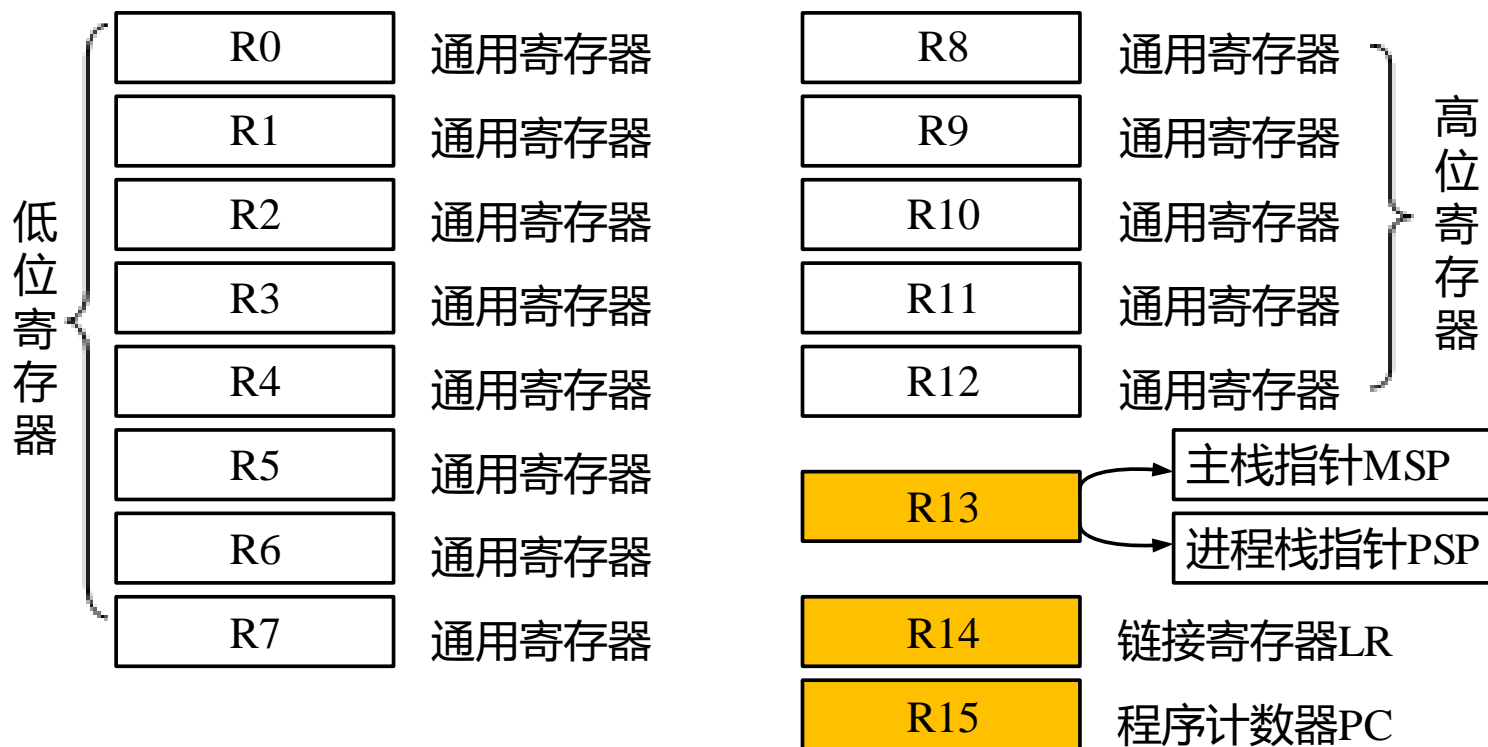 低位寄存器
R0 通用寄存器
R1 通用寄存器
R2 通用寄存器
R3 通用寄存器
R4 通用寄存器
R5 通用寄存器
R6 通用寄存器
R7 通用寄存器
R8 通用寄存器
R9 通用寄存器
R10 通用寄存器
R11 通用寄存器
R12 通用寄存器
高位寄存器
R13
主栈指针MSP
进程栈指针PSP
R14 链接寄存器LR
R15 程序计数器PC